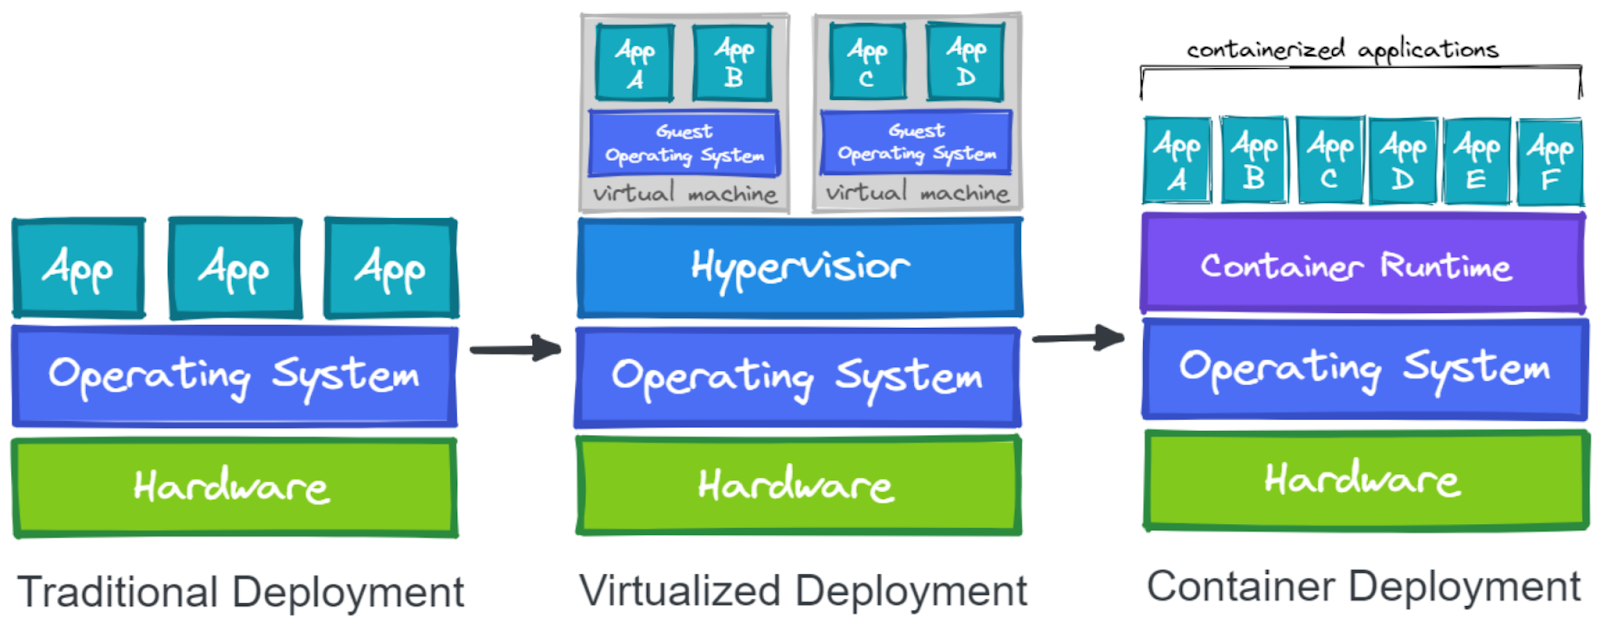 App
App
App
Operating System
Hardware
Traditional Deployment
App
A
App
B
Guest
Operating System
virtual machine
App
C
App
D
Guest
Operating System
virtual machine
Hypervisior
Operating System
Hardware
Virtualized Deployment
containerized applications
App
A
App
B
App
C
App
D
App
E
App
F
Container Runtime
Operating System
Hardware
Container Deployment